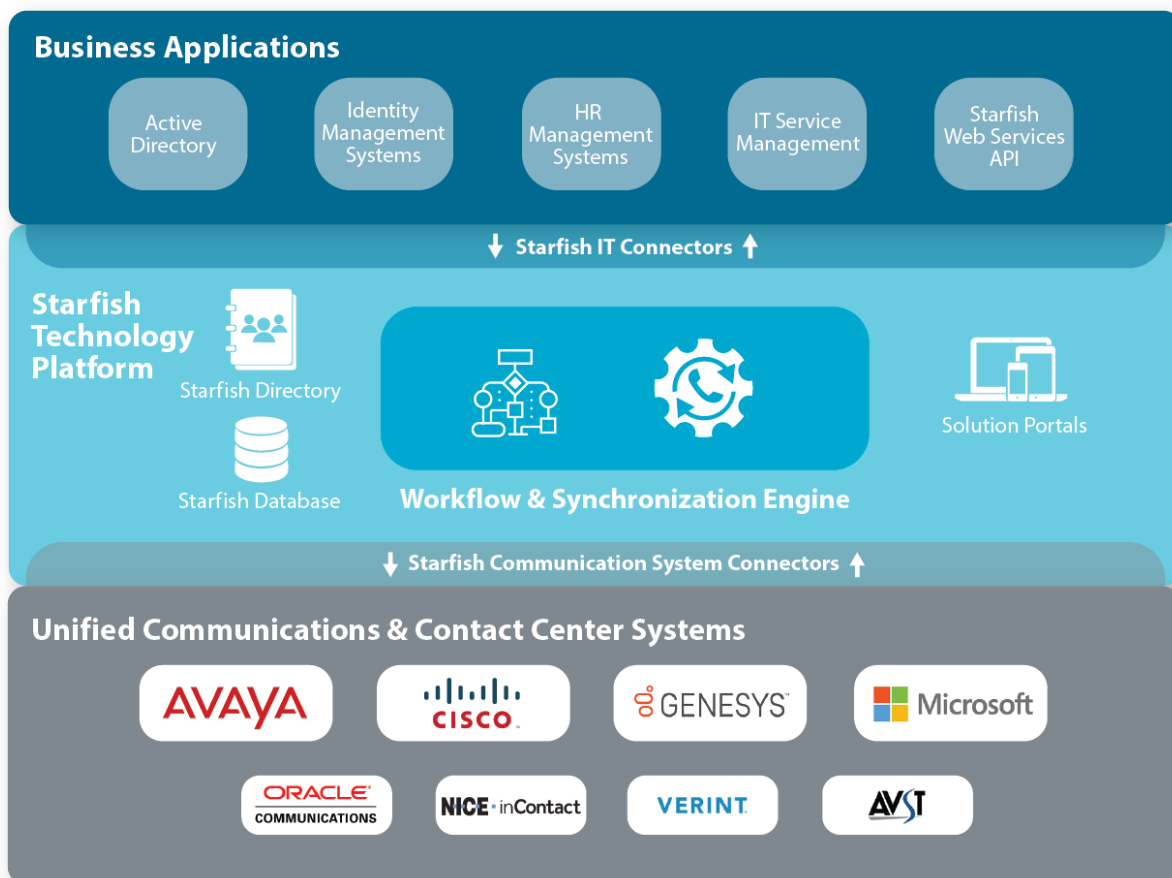 Business Applications
Active
Directory
Identity
Management
Systems
HR
Management
Systems
IT Service
Management
Starfish
Web Services
API
Starfish IT Connectors
Starfish
Technology
Platform
Starfish Directory
Starfish Database
Workflow & Synchronization Engine
Solution Portals
Starfish Communication System Connectors
Unified Communications & Contact Center Systems
AVAYA
CISCO
GENESYS™
Microsoft
ORACLE®
COMMUNICATIONS
NICE·inContact
VERINT
AVST